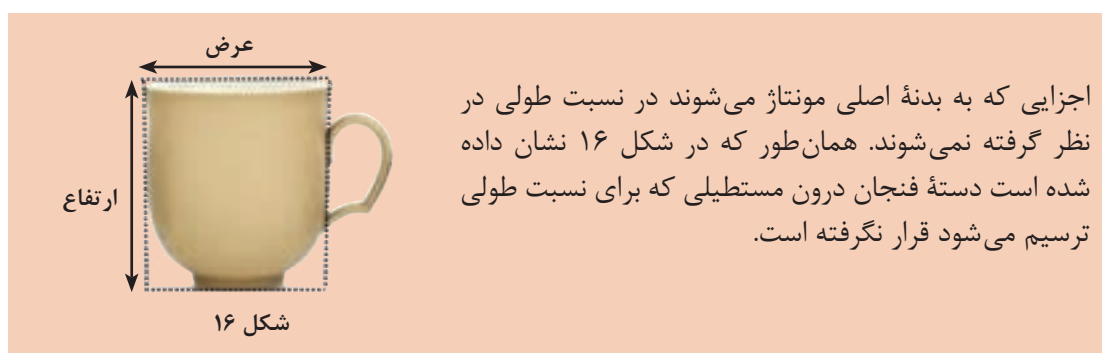 عرض
ارتفاع
شکل ۱۶
اجزایی که به بدنهٔ اصلی مونتاژ می‌شوند در نسبت طولی در
نظر گرفته نمی‌شوند. همان‌طور که در شکل ۱۶ نشان داده
شده است دستهٔ فنجان درون مستطیلی که برای نسبت طولی
ترسیم می‌شود قرار نگرفته است.